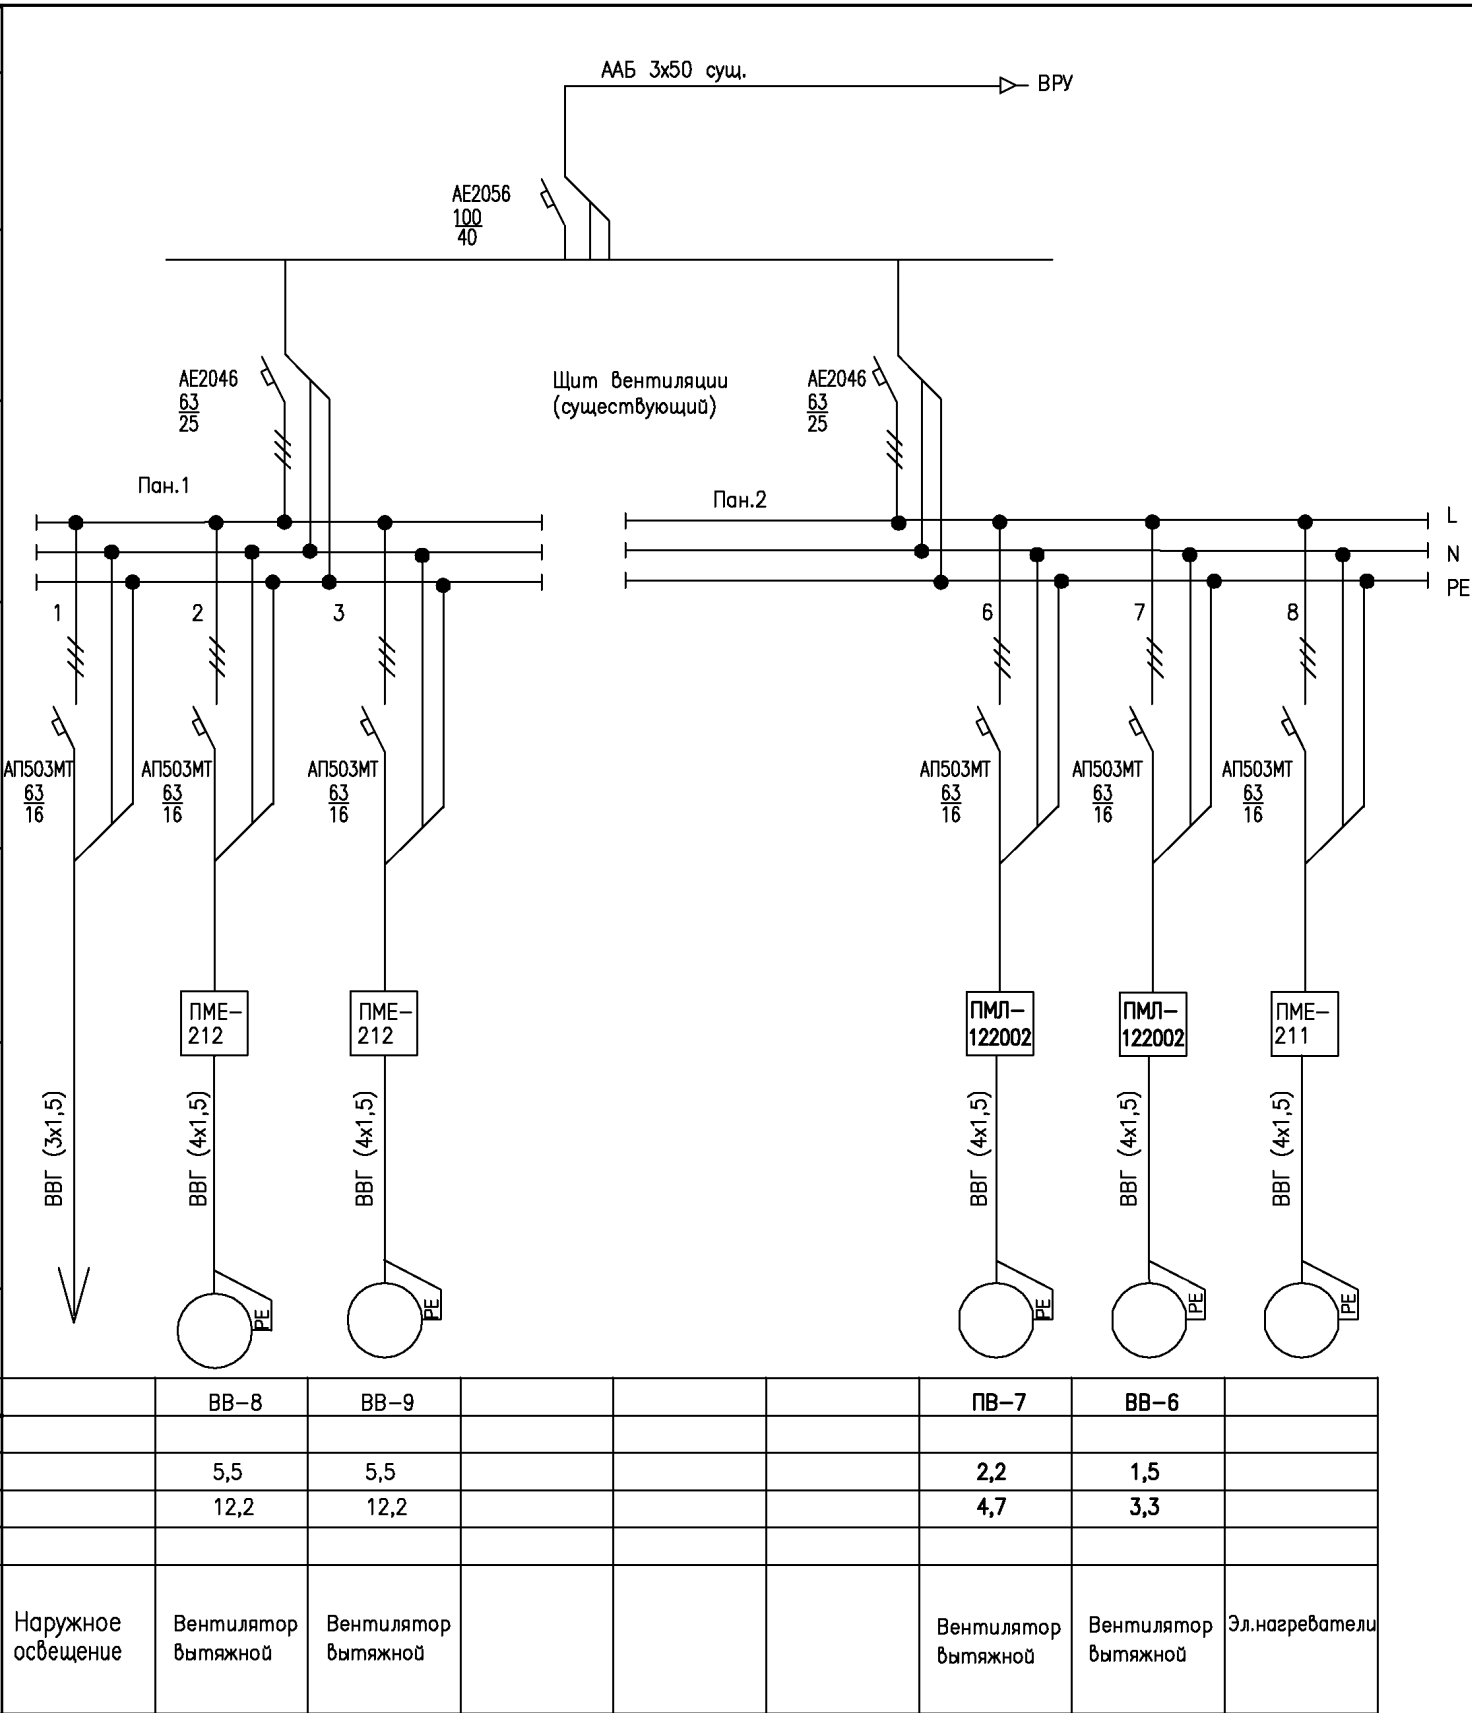 ААБ 3х50 сущ.
ВРУ
АЕ2056
100
40
АЕ2046
63
25
Щит вентиляции
(существующий)
АЕ2046
63
25
Пан.1
Пан.2
L
N
PE
1
2
3
6
7
8
АП503МТ
63
16
АП503МТ
63
16
АП503МТ
63
16
АП503МТ
63
16
АП503МТ
63
16
АП503МТ
63
16
ПМЕ-
212
ПМЕ-
212
ПМЛ-
122002
ПМЛ-
122002
ПМЕ-
211
ВВГ (3х1,5)
ВВГ (4х1,5)
ВВГ (4х1,5)
ВВГ (4х1,5)
ВВГ (4х1,5)
ВВГ (4х1,5)
PE
PE
PE
PE
PE
ВВ-8 ВВ-9 ПВ-7 ВВ-6
5,5 5,5 2,2 1,5
12,2 12,2 4,7 3,3
Наружное
освещение
Вентилятор
вытяжной
Вентилятор
вытяжной
Вентилятор
вытяжной
Вентилятор
вытяжной
Эл.нагреватели